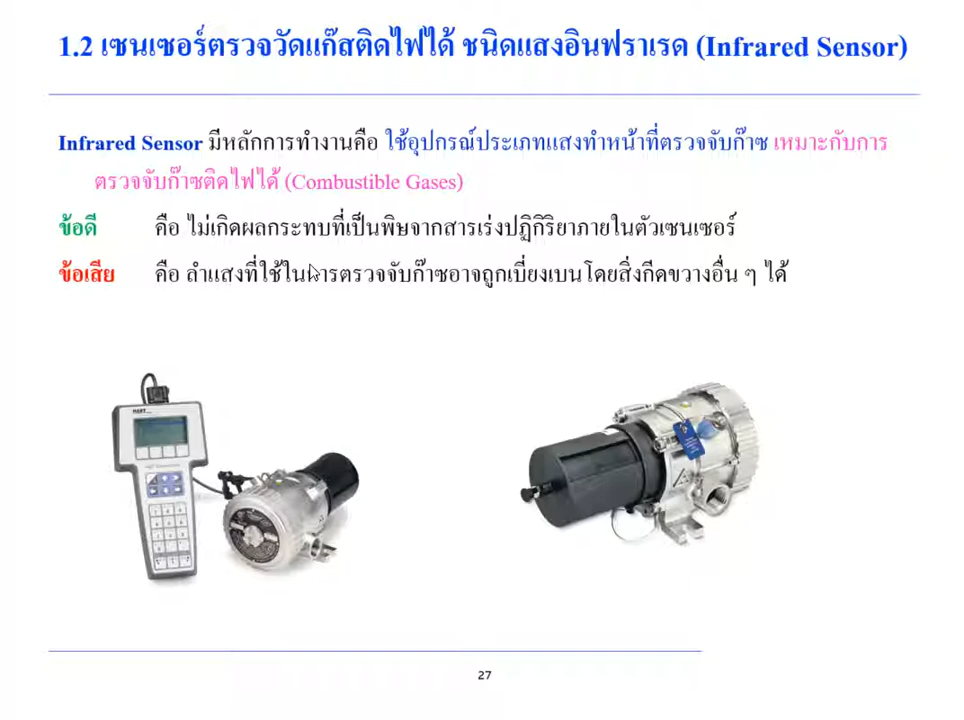 1.2 เซนเซอร์ตรวจวัดแก๊สติดไฟได้ ชนิดแสงอินฟราเรด (Infrared Sensor)
Infrared Sensor มีหลักการทำงานคือ ใช้อุปกรณ์ประเภทแสงทำหน้าที่ตรวจจับก๊าซ เหมาะกับการ
ตรวจจับก๊าซติดไฟได้ (Combustible Gases)
ข้อดี คือ ไม่เกิดผลกระทบที่เป็นพิษจากสารเร่งปฏิกิริยาภายในตัวเซนเซอร์
ข้อเสีย คือ ลำแสงที่ใช้ในการตรวจจับก๊าซอาจถูกเบี่ยงเบนโดยสิ่งกีดขวางอื่น ๆ ได้
HART
27